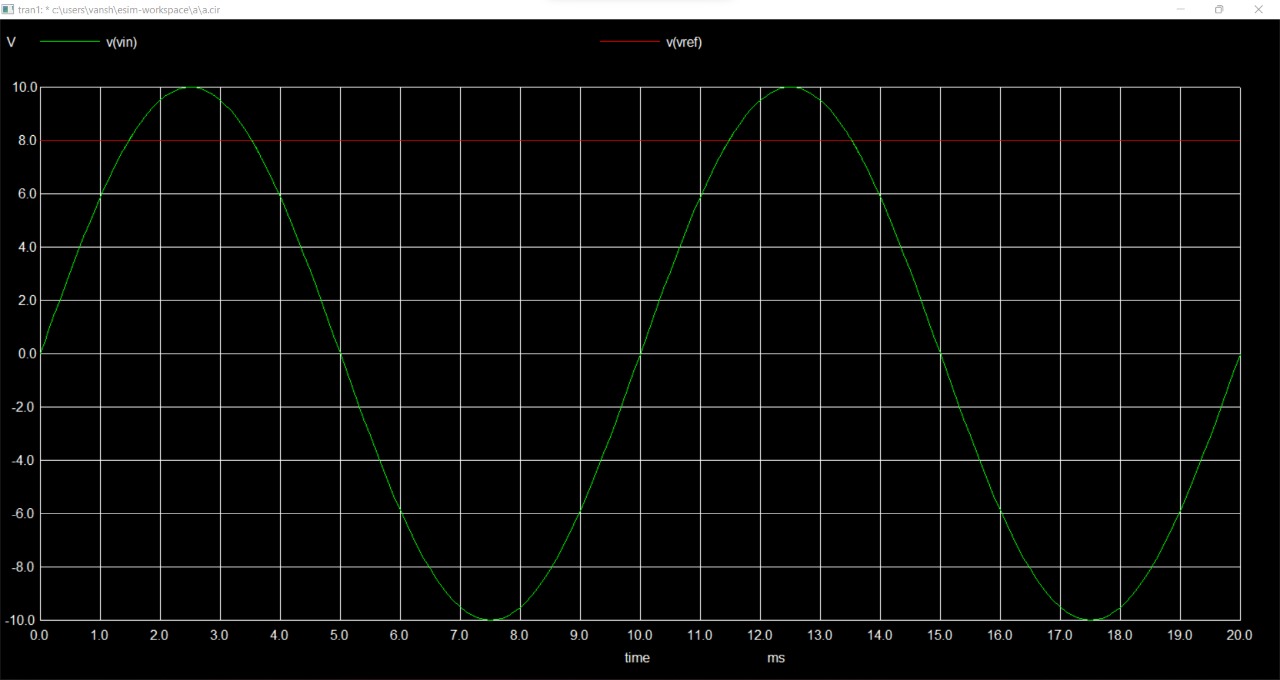 tran1: * c:\users\vansh\esim-workspace\a\a.cir
V v(vin) v(vref)
10.0
8.0
6.0
4.0
2.0
0.0
-2.0
-4.0
-6.0
-8.0
-10.0
0.0 1.0 2.0 3.0 4.0 5.0 6.0 7.0 8.0 9.0 10.0 11.0 12.0 13.0 14.0 15.0 16.0 17.0 18.0 19.0 20.0
time ms